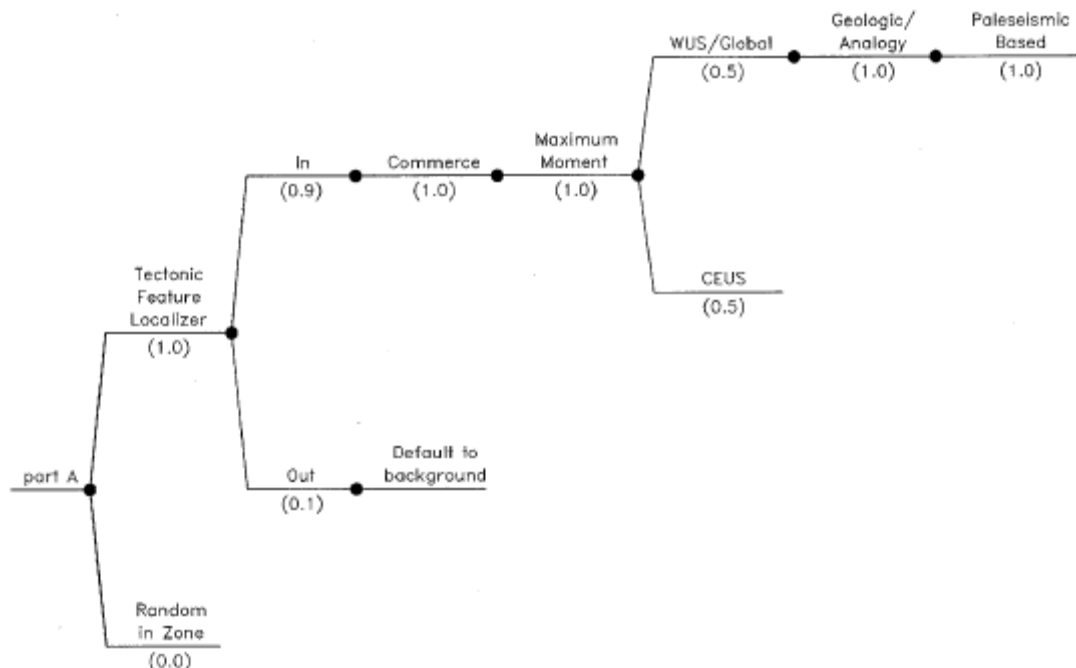 WUS/Global
(0.5)
Geologic/
Analogy
(1.0)
Paleseismic
Based
(1.0)
In
(0.9)
Commerce
(1.0)
Maximum
Moment
(1.0)
CEUS
(0.5)
Tectonic
Feature
Localizer
(1.0)
part A
Out
(0.1)
Default to
background
Random
in Zone
(0.0)